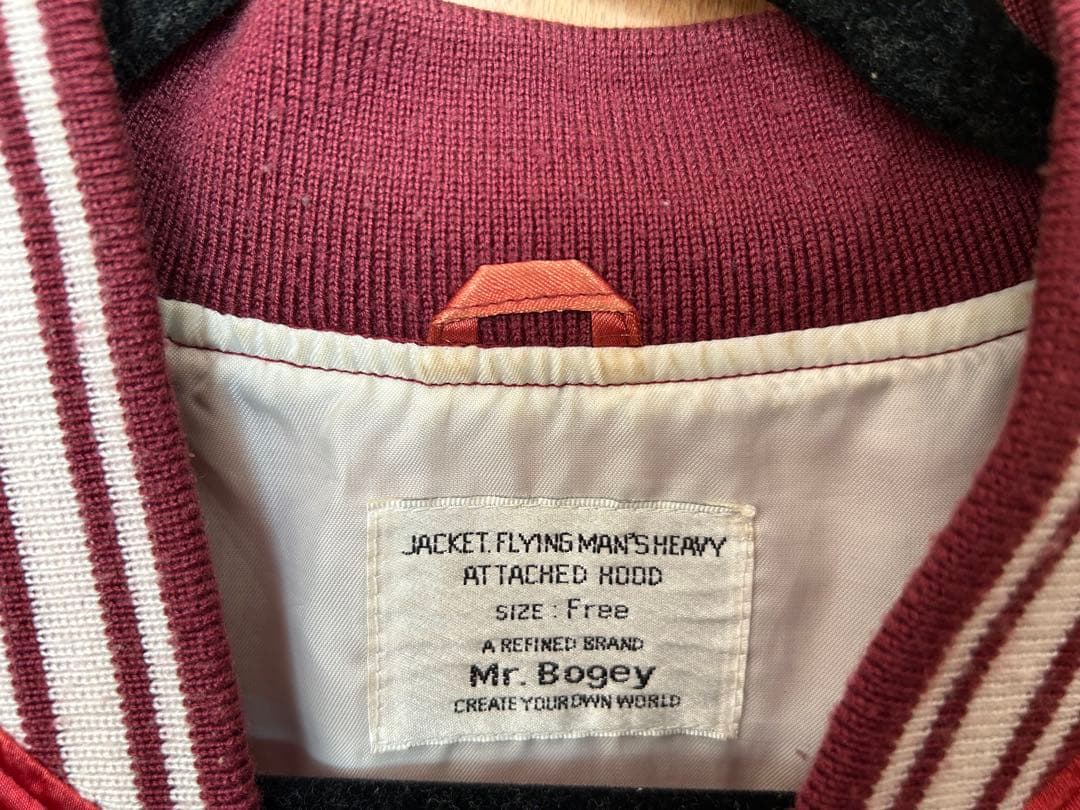 JACKET. FLYING MAN'S HEAVY
ATTACHED HOOD
SIZE : Free
A REFINED BRAND
Mr. Bogey
CREATE YOUR OWN WORLD